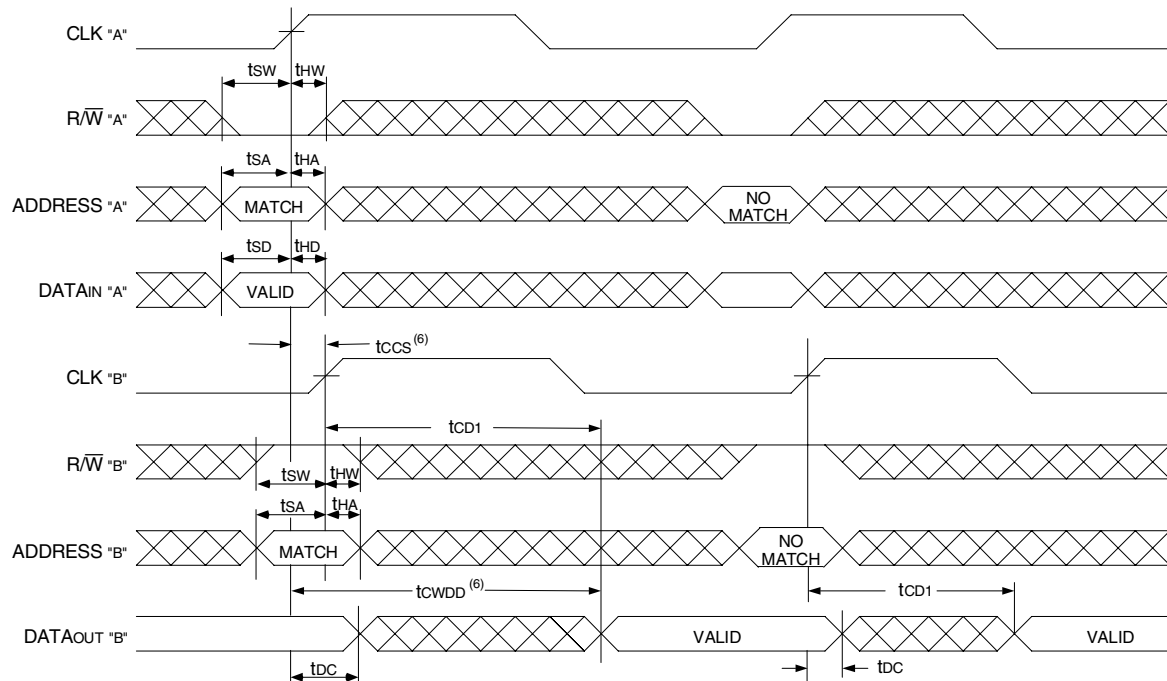 CLK "A"
tSW tHW
R/W̅ "A"
tSA tHA
ADDRESS "A" MATCH NO MATCH
tSD tHD
DATAIN "A" VALID
tCCS(6)
CLK "B"
tCD1
R/W̅ "B"
tSW tHW
tSA tHA
ADDRESS "B" MATCH NO MATCH
tCWDD(6) tCD1
DATAOUT "B" VALID VALID
tDC tDC